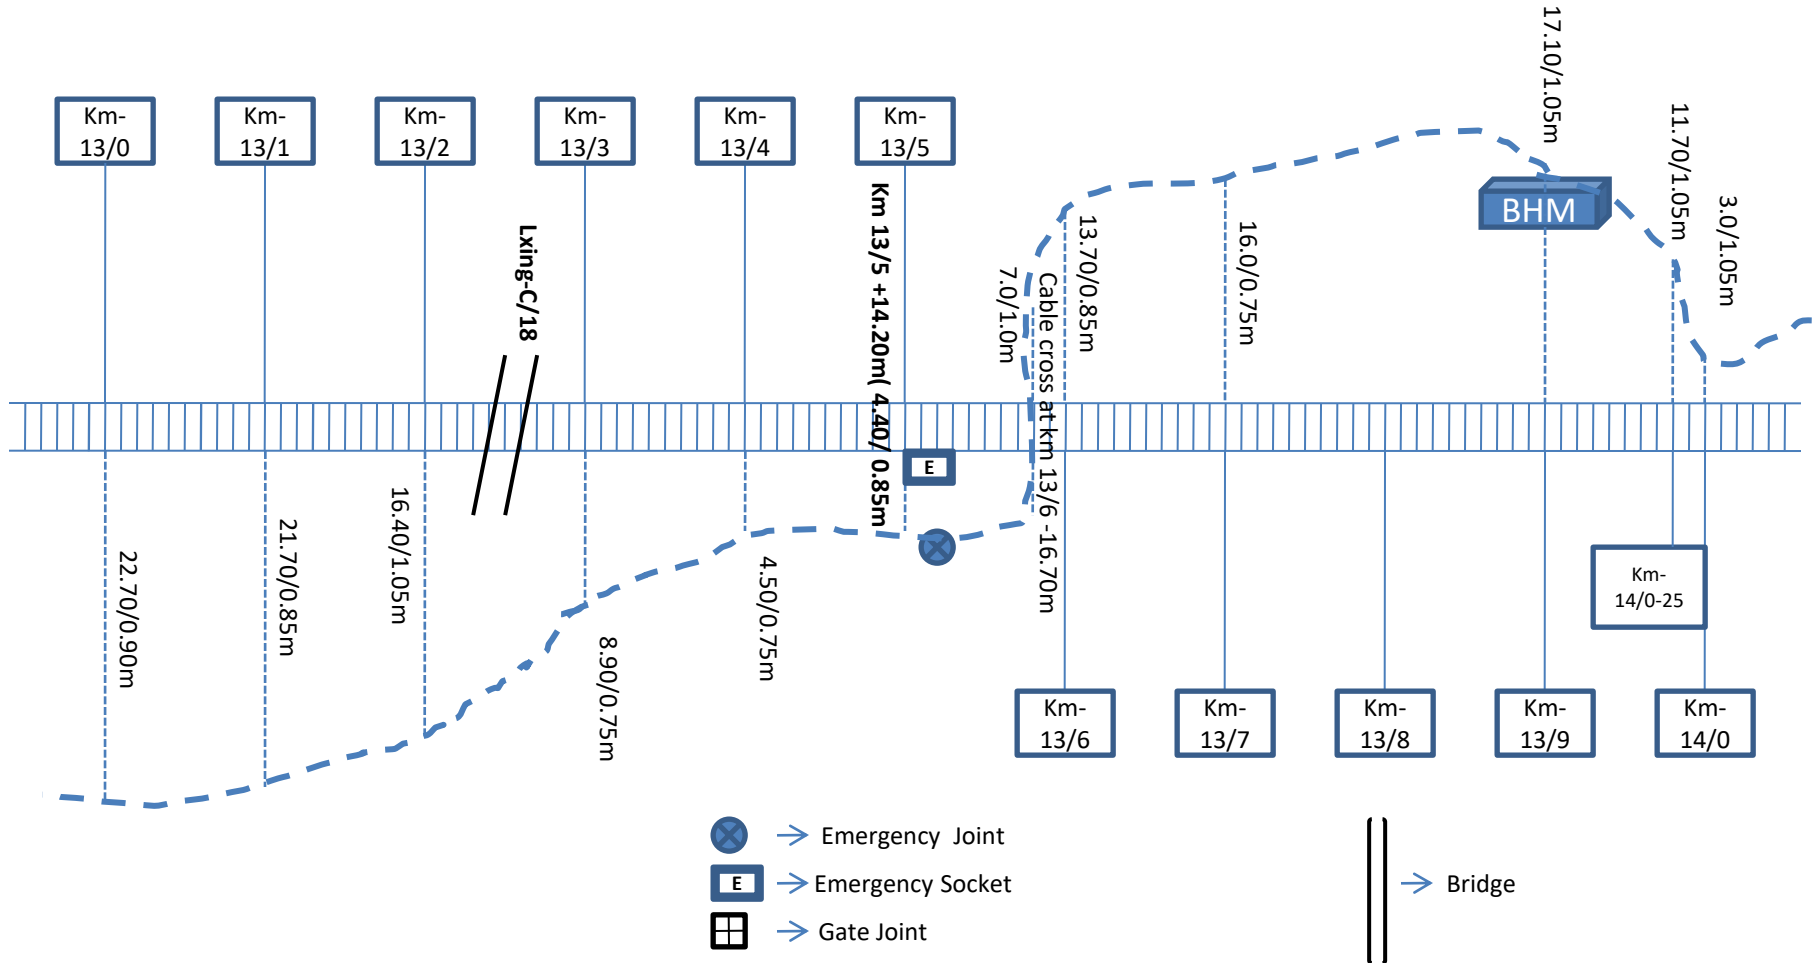 Km-
13/0
Km-
13/1
Km-
13/2
Km-
13/3
Km-
13/4
Km-
13/5
17.10/1.05m
11.70/1.05m
3.0/1.05m
BHM
Lxing-C/18
Km 13/5 +14.20m( 4.40/ 0.85m
7.0/1.0m
Cable cross at km 13/6 -16.70m
13.70/0.85m
16.0/0.75m
E
22.70/0.90m
21.70/0.85m
16.40/1.05m
8.90/0.75m
4.50/0.75m
Km-
14/0-25
Km-
13/6
Km-
13/7
Km-
13/8
Km-
13/9
Km-
14/0
Emergency Joint
E
Emergency Socket
Gate Joint
Bridge